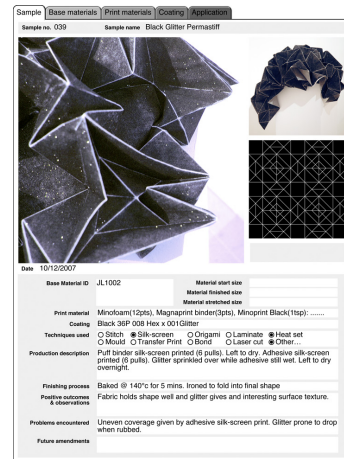 Sample Base materials Print materials Coating Application
Sample no. 039 Sample name Black Glitter Permastiff
Date 10/12/2007
Base Material ID JL1002 Material start size
Material finished size
Material stretched size
Print material Minofoam(12pts), Magnaprint binder(3pts), Minoprint Black(1tsp): .......
Coating Black 36P 008 Hex x 001Glitter
Techniques used Stitch Silk-screen Origami Laminate Heat set
Mould Transfer Print Bond Laser cut Other...
Production description Puff binder silk-screen printed (6 pulls). Left to dry. Adhesive silk-screen
printed (6 pulls). Glitter sprinkled over while adhesive still wet. Left to dry
overnight.
Finishing process Baked @ 140°c for 5 mins. Ironed to fold into final shape
Positive outcomes Fabric holds shape well and glitter gives and interesting surface texture.
& observations
Problems encountered Uneven coverage given by adhesive silk-screen print. Glitter prone to drop
when rubbed.
Future amendments